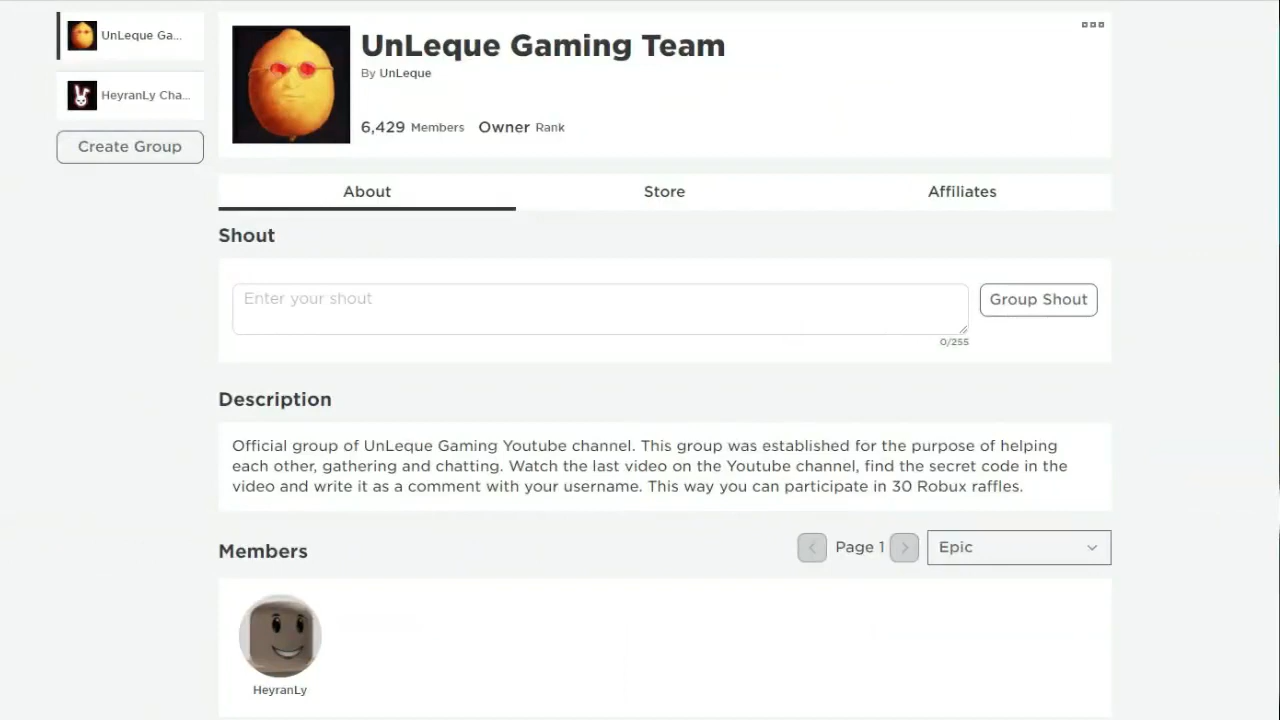 UnLeque Ga...
HeyranLy Cha...
Create Group
UnLeque Gaming Team
By UnLeque
6,429 Members Owner Rank
About Store Affiliates
Shout
Enter your shout
Group Shout
0/255
Description
Official group of UnLeque Gaming Youtube channel. This group was established for the purpose of helping
each other, gathering and chatting. Watch the last video on the Youtube channel, find the secret code in the
video and write it as a comment with your username. This way you can participate in 30 Robux raffles.
Members
Page 1
Epic
HeyranLy